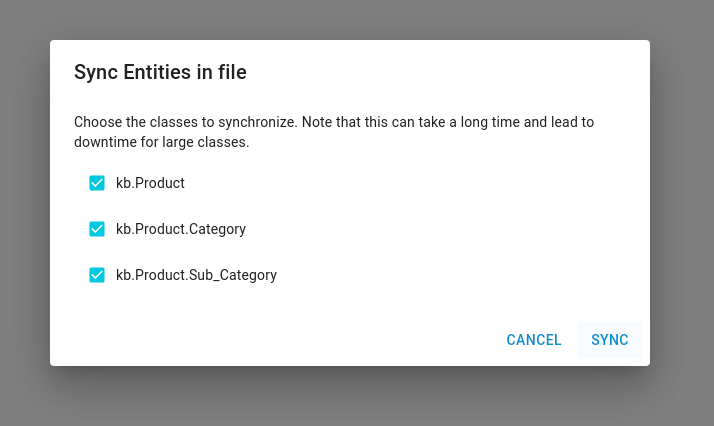 Sync Entities in file
Choose the classes to synchronize. Note that this can take a long time and lead to
downtime for large classes.
kb.Product
kb.Product.Category
kb.Product.Sub_Category
CANCEL SYNC